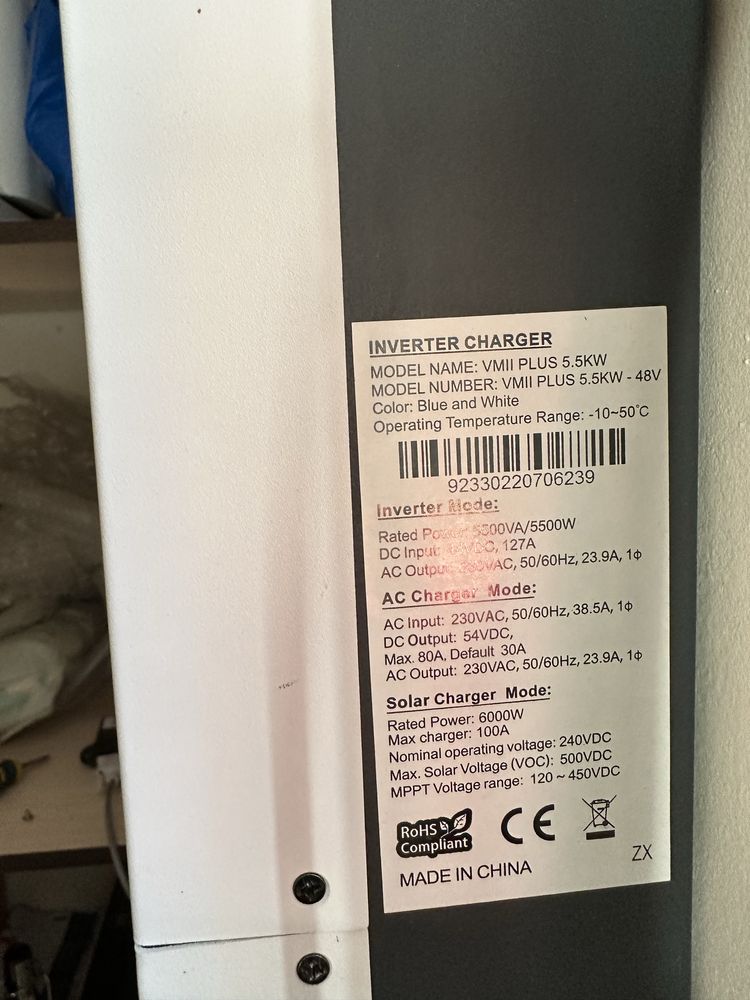 INVERTER CHARGER
MODEL NAME: VMII PLUS 5.5KW
MODEL NUMBER: VMII PLUS 5.5KW - 48V
Color: Blue and White
Operating Temperature Range: -10~50°C
92330220706239
Inverter Mode:
Rated Power 5500VA/5500W
DC Input: 127A
AC Output 50/60Hz, 23.9A, 1ϕ
AC Charger Mode:
AC Input: 230VAC, 50/60Hz, 38.5A, 1ϕ
DC Output: 54VDC,
Max. 80A, Default 30A
AC Output: 230VAC, 50/60Hz, 23.9A, 1ϕ
Solar Charger Mode:
Rated Power: 6000W
Max charger: 100A
Nominal operating voltage: 240VDC
Max. Solar Voltage (VOC): 500VDC
MPPT Voltage range: 120 ~ 450VDC
RoHS
Compliant
CE
MADE IN CHINA
ZX